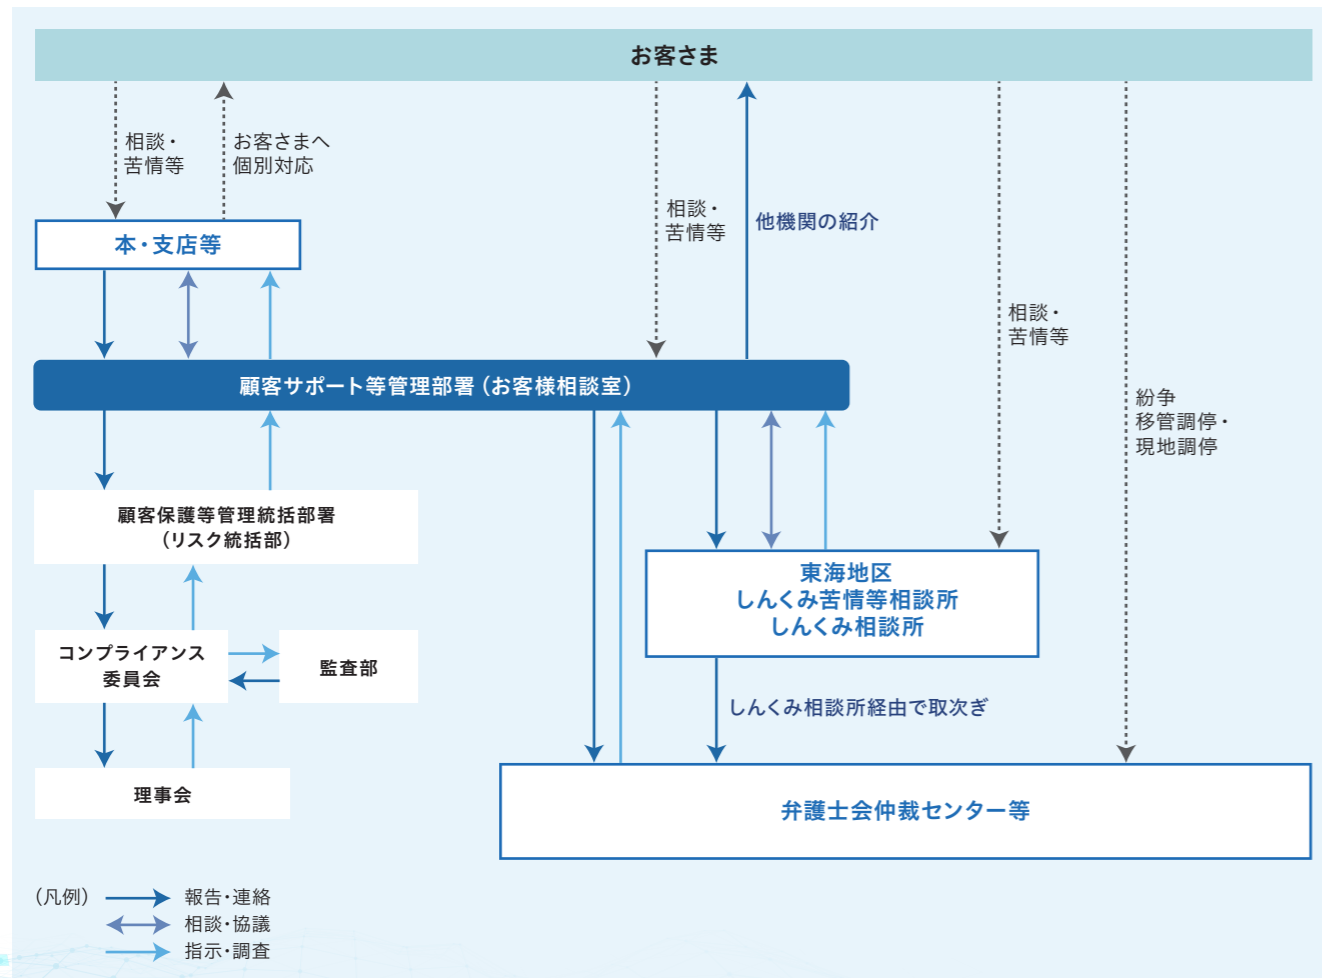 お客さま
相談・
苦情等
お客さまへ
個別対応
本・支店等
相談・
苦情等
他機関の紹介
相談・
苦情等
紛争
移管調停・
現地調停
顧客サポート等管理部署（お客様相談室）
顧客保護等管理統括部署
（リスク統括部）
コンプライアンス
委員会
監査部
理事会
東海地区
しんくみ苦情等相談所
しんくみ相談所
しんくみ相談所経由で取次ぎ
弁護士会仲裁センター等
（凡例）
報告・連絡
相談・協議
指示・調査